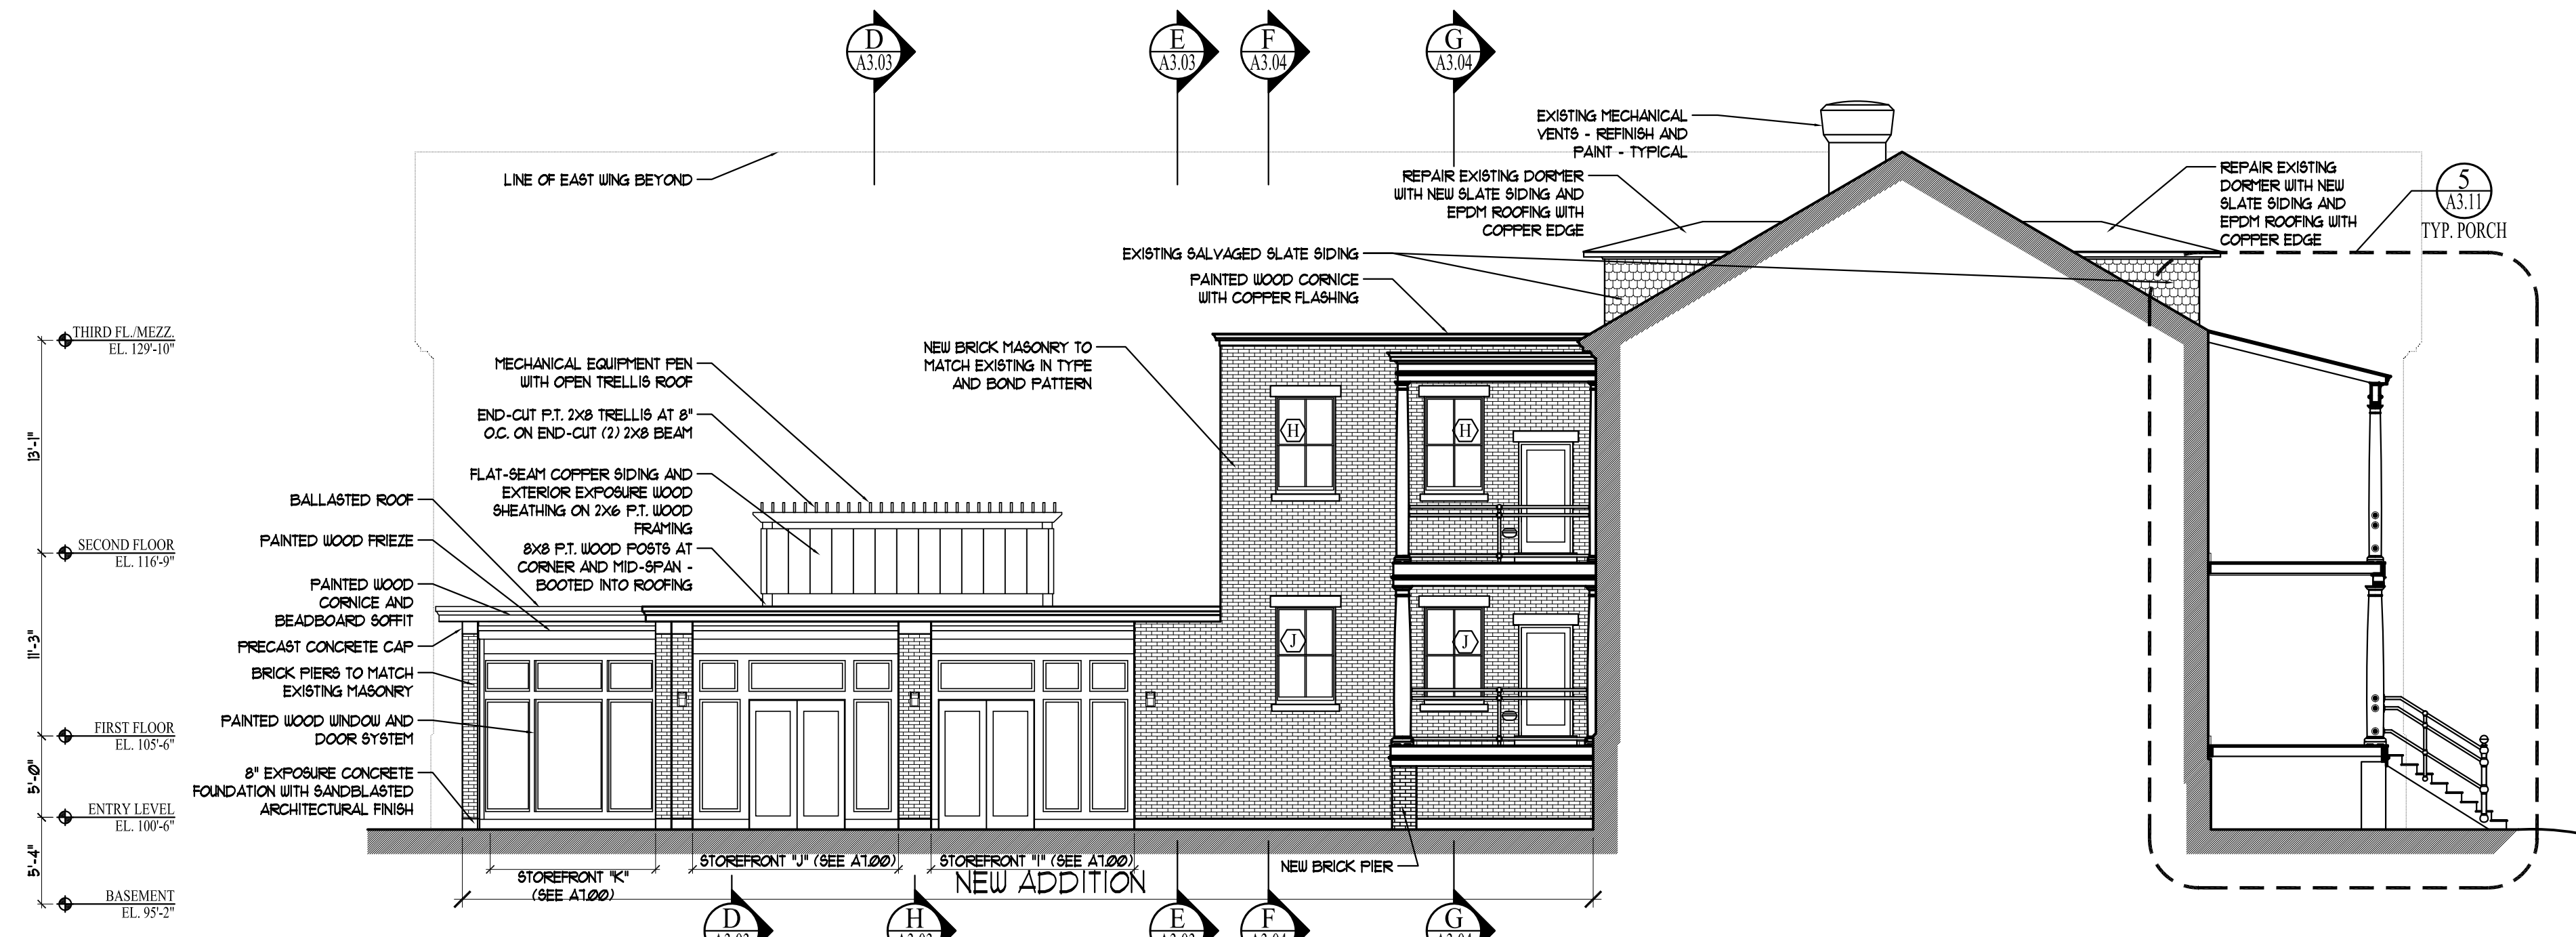 D
A3.03
E
A3.03
F
A3.04
G
A3.04
EXISTING MECHANICAL
VENTS - REFINISH AND
PAINT - TYPICAL
LINE OF EAST WING BEYOND
REPAIR EXISTING DORMER
WITH NEW SLATE SIDING AND
EPDM ROOFING WITH
COPPER EDGE
REPAIR EXISTING
DORMER WITH NEW
SLATE SIDING AND
EPDM ROOFING WITH
COPPER EDGE
5
A3.11
TYP. PORCH
EXISTING SALVAGED SLATE SIDING
PAINTED WOOD CORNICE
WITH COPPER FLASHING
NEW BRICK MASONRY TO
MATCH EXISTING IN TYPE
AND BOND PATTERN
MECHANICAL EQUIPMENT PEN
WITH OPEN TRELLIS ROOF
END-CUT P.T. 2X8 TRELLIS AT 8"
O.C. ON END-CUT (2) 2X8 BEAM
FLAT-SEAM COPPER SIDING AND
EXTERIOR EXPOSURE WOOD
SHEATHING ON 2X6 P.T. WOOD
FRAMING
8X8 P.T. WOOD POSTS AT
CORNER AND MID-SPAN -
BOOTED INTO ROOFING
BALLASTED ROOF
PAINTED WOOD FRIEZE
PAINTED WOOD
CORNICE AND
BEADBOARD SOFFIT
PRECAST CONCRETE CAP
BRICK PIERS TO MATCH
EXISTING MASONRY
PAINTED WOOD WINDOW AND
DOOR SYSTEM
8" EXPOSURE CONCRETE
FOUNDATION WITH SANDBLASTED
ARCHITECTURAL FINISH
THIRD FL./MEZZ.
EL. 129'-10"
13'-1"
SECOND FLOOR
EL. 116'-9"
11'-3"
FIRST FLOOR
EL. 105'-6"
5'-0"
ENTRY LEVEL
EL. 100'-6"
5'-4"
BASEMENT
EL. 95'-2"
H
H
J
J
STOREFRONT "K"
(SEE A7.00)
STOREFRONT "J" (SEE A7.00)
STOREFRONT "I" (SEE A7.00)
NEW ADDITION
NEW BRICK PIER
D
H
E
F
G